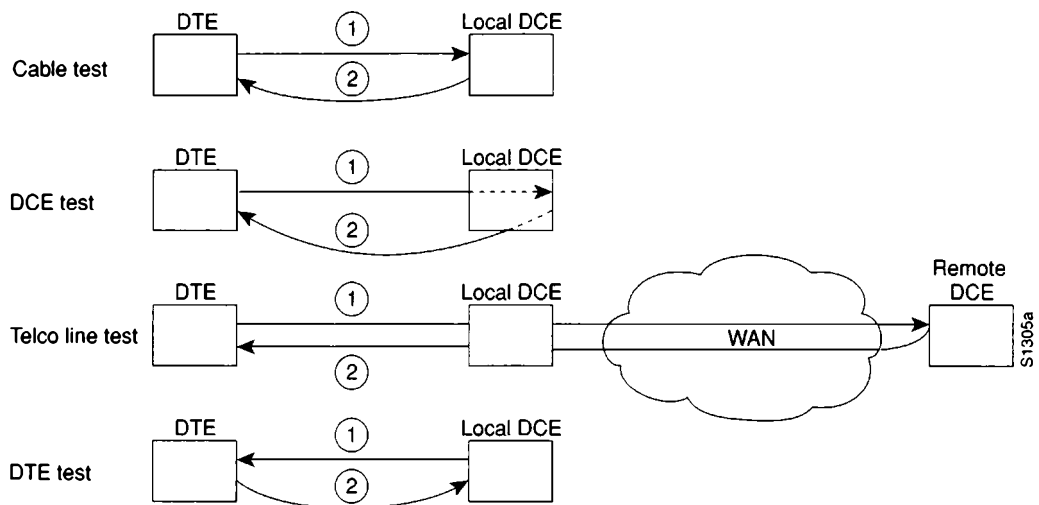 DTE
1
Local DCE
Cable test
2
DTE
1
Local DCE
DCE test
2
DTE
1
Local DCE
Remote
DCE
Telco line test
WAN
2
S1305a
DTE
1
Local DCE
DTE test
2